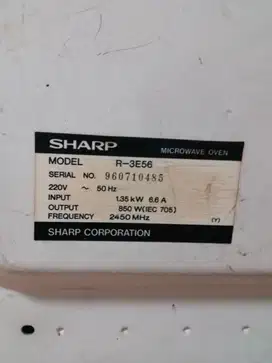 SHARP MICROWAVE OVEN
MODEL R-3E56
SERIAL NO. 960710485
220V ~ 50 Hz
INPUT 1.35 kW 6.6 A
OUTPUT 850 W(IEC 705)
FREQUENCY 2450 MHz (Y)
SHARP CORPORATION